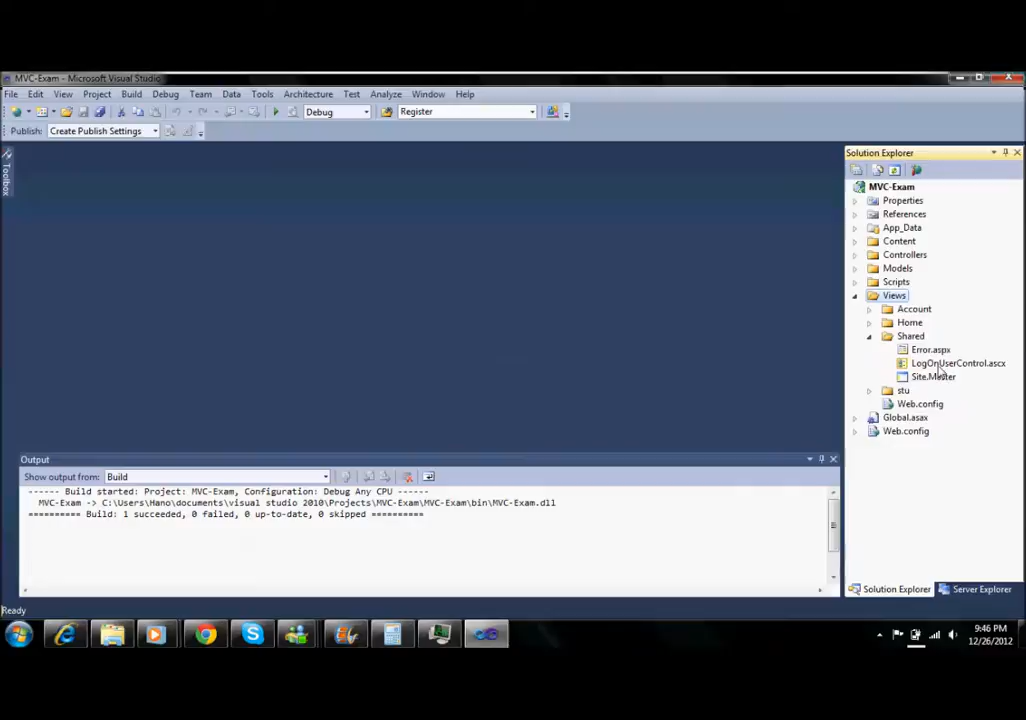 MVC-Exam - Microsoft Visual Studio
File Edit View Project Build Debug Team Data Tools Architecture Test Analyze Window Help
Debug Register
Publish: Create Publish Settings
Toolbox
Solution Explorer
MVC-Exam
Properties
References
App_Data
Content
Controllers
Models
Scripts
Views
Account
Home
Shared
Error.aspx
LogOnUserControl.ascx
Site.Master
stu
Web.config
Global.asax
Web.config
Output
Show output from: Build
------ Build started: Project: MVC-Exam, Configuration: Debug Any CPU ------
MVC-Exam -> C:\Users\Hano\documents\visual studio 2010\Projects\MVC-Exam\MVC-Exam\bin\MVC-Exam.dll
========== Build: 1 succeeded, 0 failed, 0 up-to-date, 0 skipped ==========
Solution Explorer Server Explorer
Ready
9:46 PM
12/26/2012